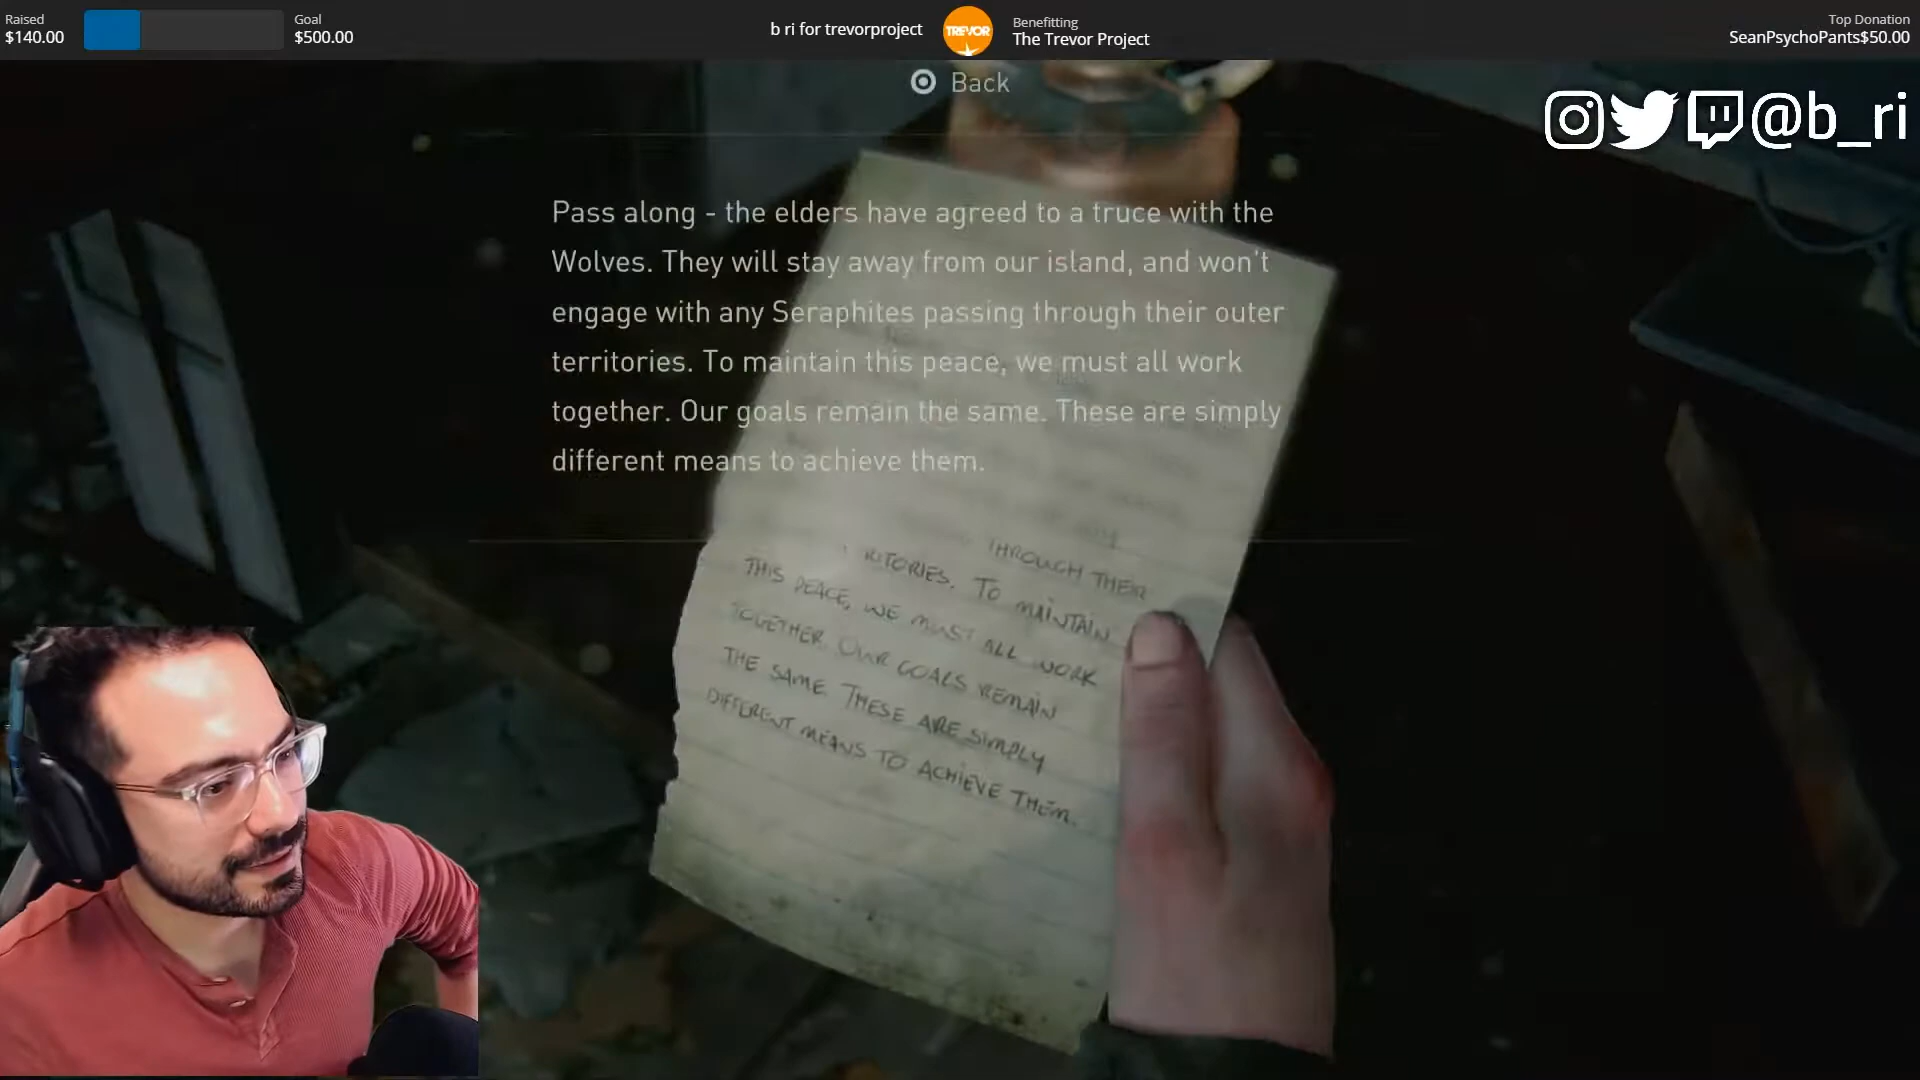 Raised
$140.00
Goal
$500.00
b ri for trevorproject
TREVOR
Benefitting
The Trevor Project
Top Donation
SeanPsychoPants$50.00
Back
@b_ri
Pass along - the elders have agreed to a truce with the
Wolves. They will stay away from our island, and won't
engage with any Seraphites passing through their outer
territories. To maintain this peace, we must all work
together. Our goals remain the same. These are simply
different means to achieve them.
THROUGH THEIR
RITORIES. TO MAINTAIN
THIS PEACE, WE MUST ALL WORK
TOGETHER. OUR GOALS REMAIN
THE SAME. THESE ARE SIMPLY
DIFFERENT MEANS TO ACHIEVE THEM.